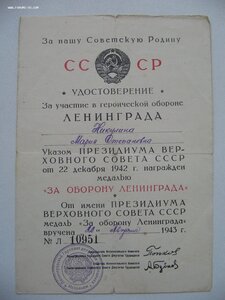 За нашу Советскую Родину
СССР
УДОСТОВЕРЕНИЕ
За участие в героической обороне
ЛЕНИНГРАДА
Никулина
Мария Степановна
Указом ПРЕЗИДИУМА ВЕР-
ХОВНОГО СОВЕТА СССР
от 22 декабря 1942 г. награжден
медалью
«ЗА ОБОРОНУ ЛЕНИНГРАДА»
От имени ПРЕЗИДИУМА
ВЕРХОВНОГО СОВЕТА СССР
медаль «За оборону Ленинграда»
вручена 1943 г.
№ Л 10951